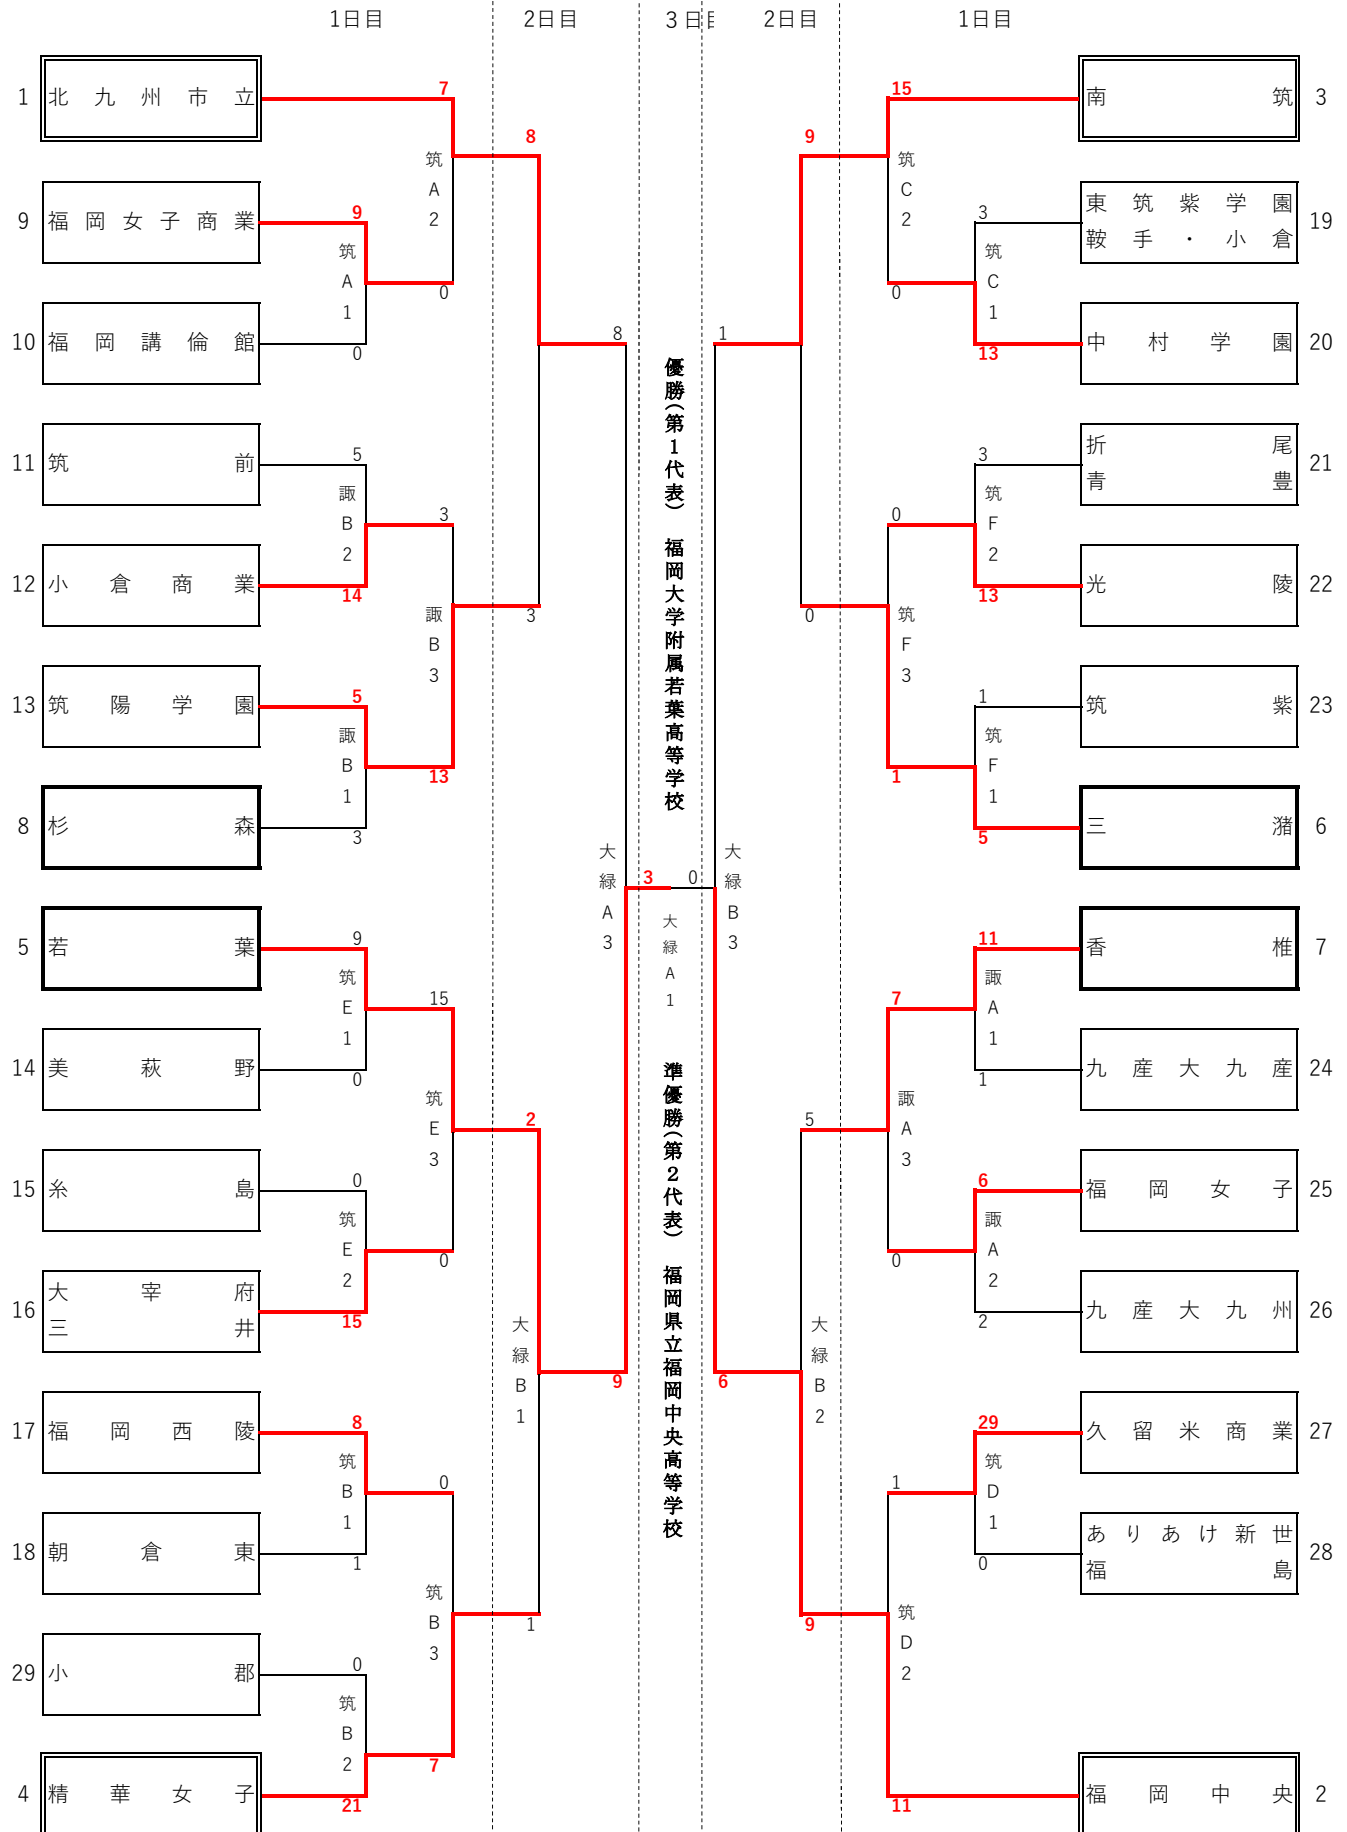 1日目
2日目
3日
2日目
1日目
1 北九州市立
9 福岡女子商業
10 福岡講倫館
11 筑前
12 小倉商業
13 筑陽学園
8 杉森
5 若葉
14 美萩野
15 糸島
16 大宰府
三井
17 福岡西陵
18 朝倉東
29 小郡
4 精華女子
7
筑A2
0
9
筑A1
0
5
諏B2
14
3
諏B3
13
5
諏B1
3
9
筑E1
0
15
筑E3
0
0
筑E2
15
8
筑B1
1
0
筑B3
7
0
筑B2
21
8
3
2
大緑B1
1
8
大緑A3
9
優勝(第1代表) 福岡大学附属若葉高等学校
3
0
大緑A1
準優勝(第2代表) 福岡県立福岡中央高等学校
1
大緑B3
6
9
0
5
大緑B2
9
15
筑C2
0
3
筑C1
13
3
筑F2
13
0
筑F3
1
1
筑F1
5
11
諏A1
1
7
諏A3
0
6
諏A2
2
29
筑D1
0
1
筑D2
11
南筑 3
東筑紫学園
鞍手・小倉 19
中村学園 20
折尾
青豊 21
光陵 22
筑紫 23
三潴 6
香椎 7
九産大九産 24
福岡女子 25
九産大九州 26
久留米商業 27
ありあけ新世
福島 28
福岡中央 2